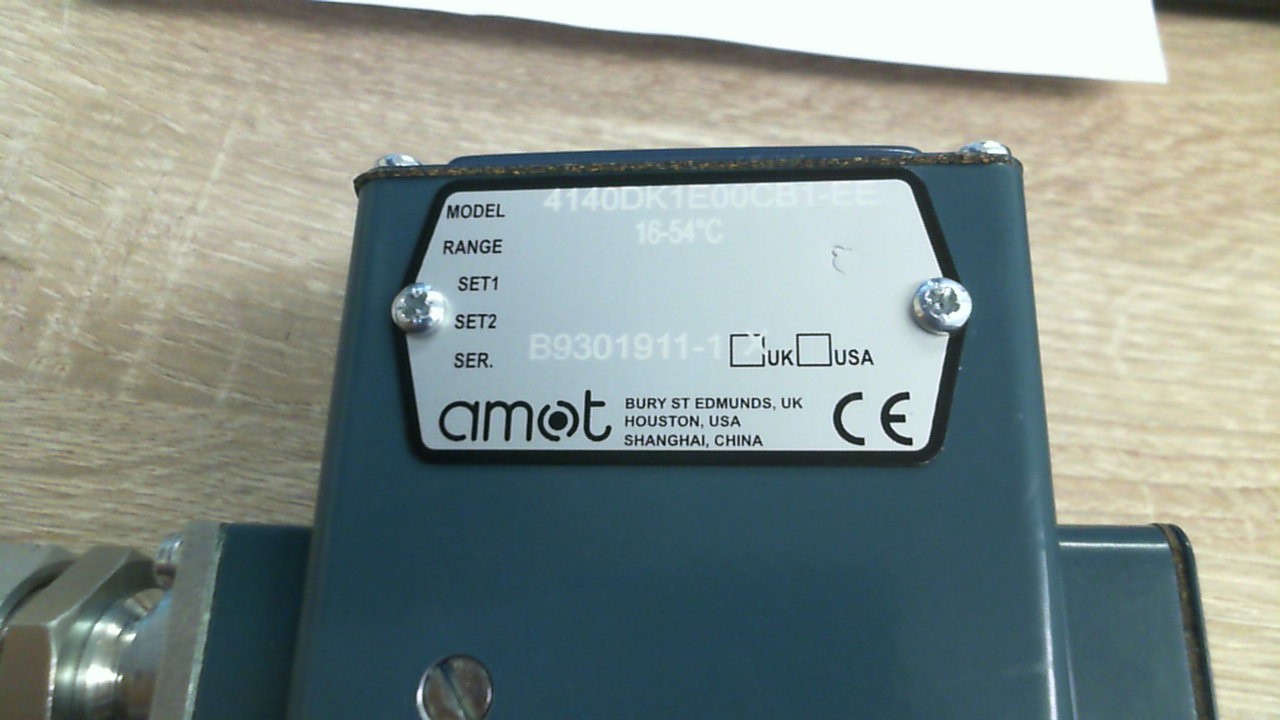 MODEL 4140DK1E00CB1-EE
RANGE 16-54°C
SET1
SET2
SER. B9301911-1 X UK USA
amot
BURY ST EDMUNDS, UK
HOUSTON, USA
SHANGHAI, CHINA
CE